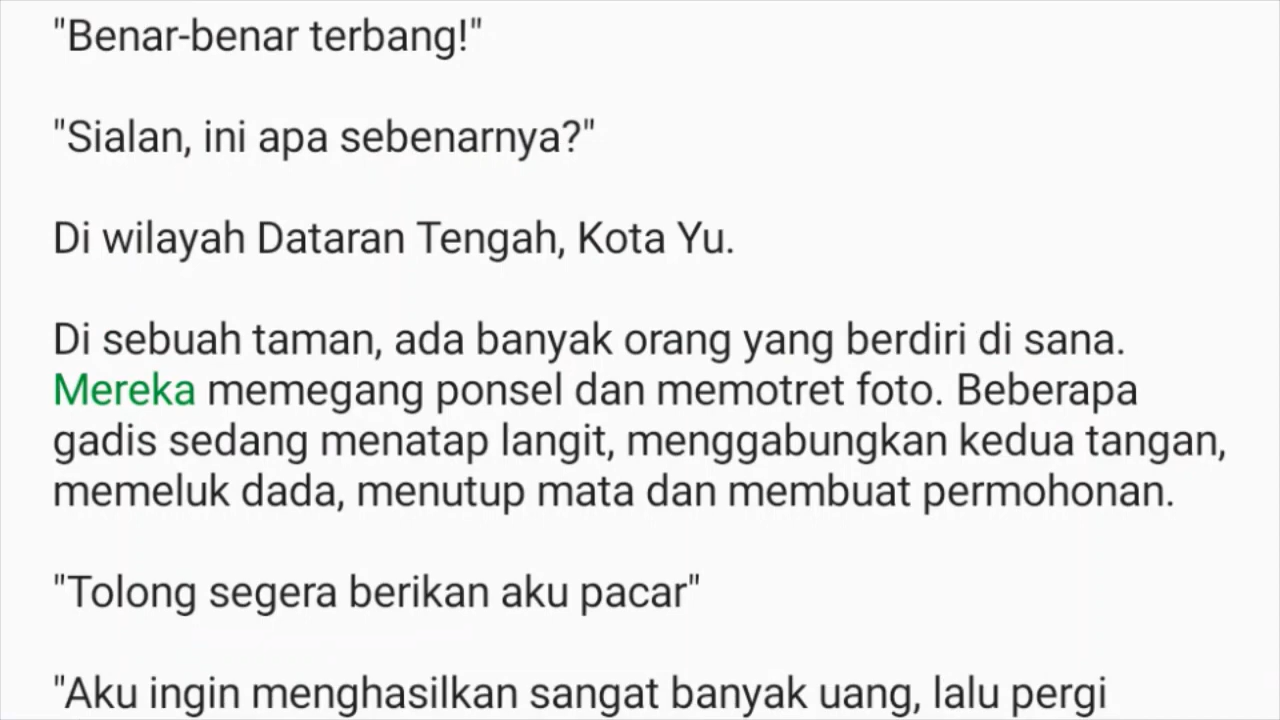 "Benar-benar terbang!"
"Sialan, ini apa sebenarnya?"
Di wilayah Dataran Tengah, Kota Yu.
Di sebuah taman, ada banyak orang yang berdiri di sana.
Mereka memegang ponsel dan memotret foto. Beberapa
gadis sedang menatap langit, menggabungkan kedua tangan,
memeluk dada, menutup mata dan membuat permohonan.
"Tolong segera berikan aku pacar"
"Aku ingin menghasilkan sangat banyak uang, lalu pergi